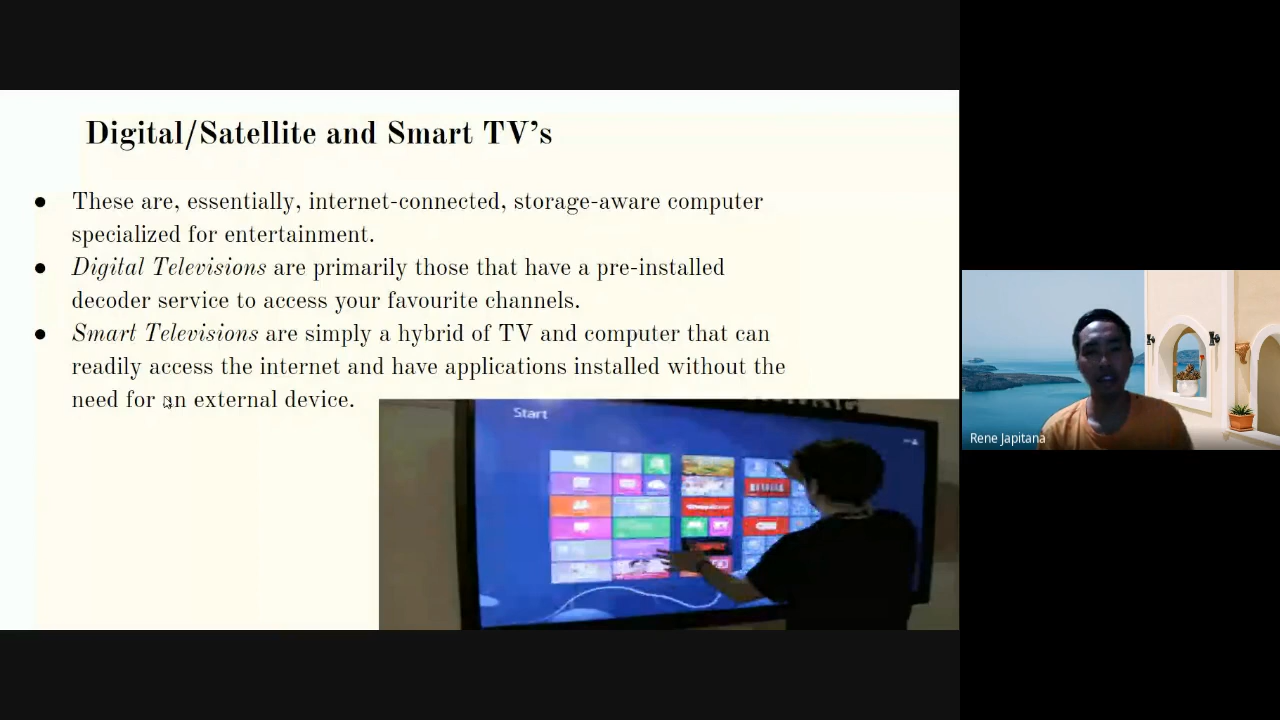 Digital/Satellite and Smart TV’s
● These are, essentially, internet-connected, storage-aware computer
specialized for entertainment.
● Digital Televisions are primarily those that have a pre-installed
decoder service to access your favourite channels.
● Smart Televisions are simply a hybrid of TV and computer that can
readily access the internet and have applications installed without the
need for an external device.
Start
Rene Japitana